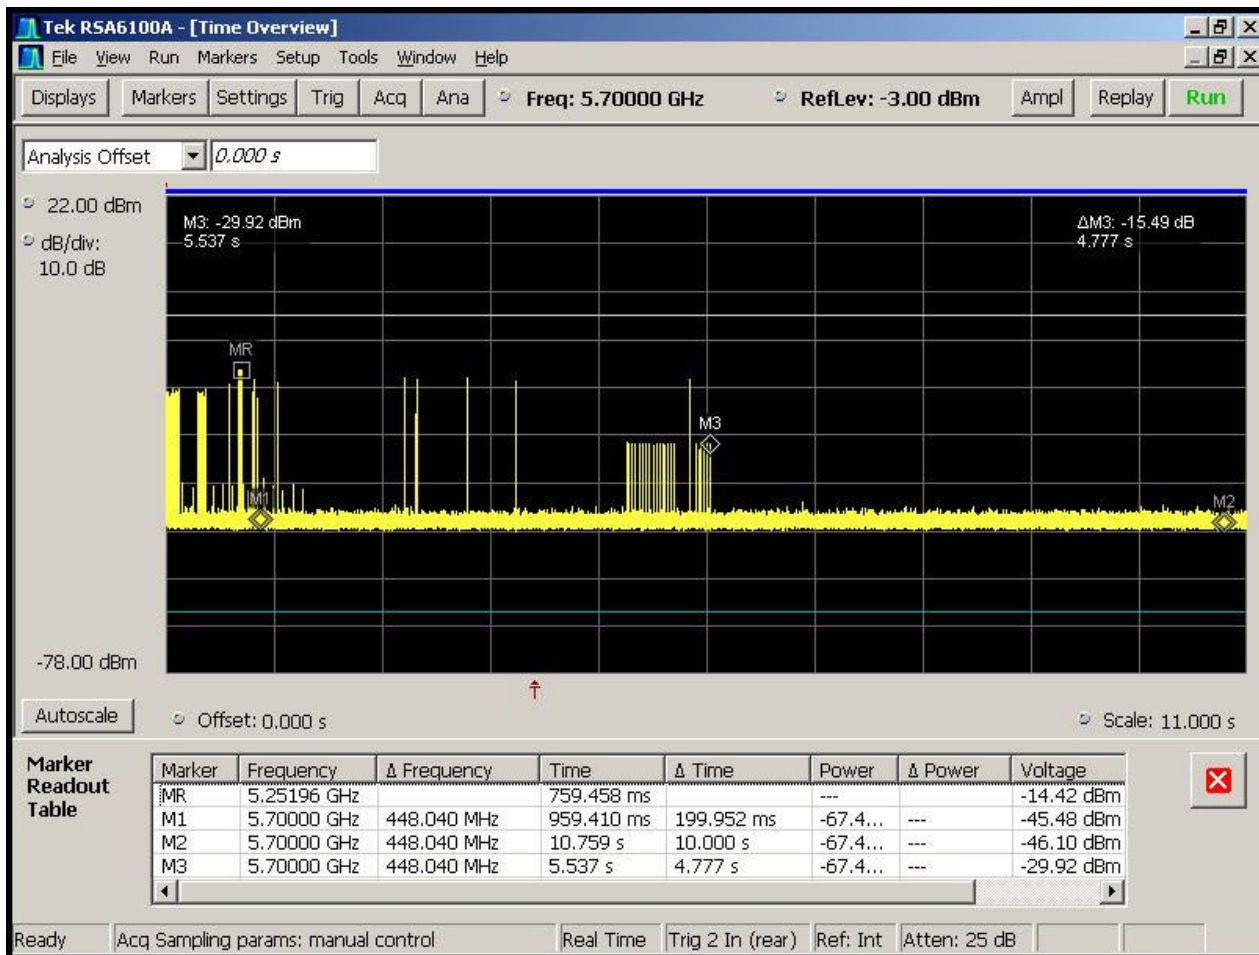 Tek RSA6100A - [Time Overview]
File View Run Markers Setup Tools Window Help
Displays Markers Settings Trig Acq Ana Freq: 5.70000 GHz RefLev: -3.00 dBm Ampl Replay Run
Analysis Offset 0.000 s
22.00 dBm
dB/div:
10.0 dB
M3: -29.92 dBm
5.537 s
ΔM3: -15.49 dB
4.777 s
MR
M3
M1
M2
-78.00 dBm
T
Autoscale Offset: 0.000 s Scale: 11.000 s
Marker
Readout
Table
Marker Frequency Δ Frequency Time Δ Time Power Δ Power Voltage
MR 5.25196 GHz 759.458 ms --- -14.42 dBm
M1 5.70000 GHz 448.040 MHz 959.410 ms 199.952 ms -67.4... --- -45.48 dBm
M2 5.70000 GHz 448.040 MHz 10.759 s 10.000 s -67.4... --- -46.10 dBm
M3 5.70000 GHz 448.040 MHz 5.537 s 4.777 s -67.4... --- -29.92 dBm
Ready Acq Sampling params: manual control Real Time Trig 2 In (rear) Ref: Int Atten: 25 dB